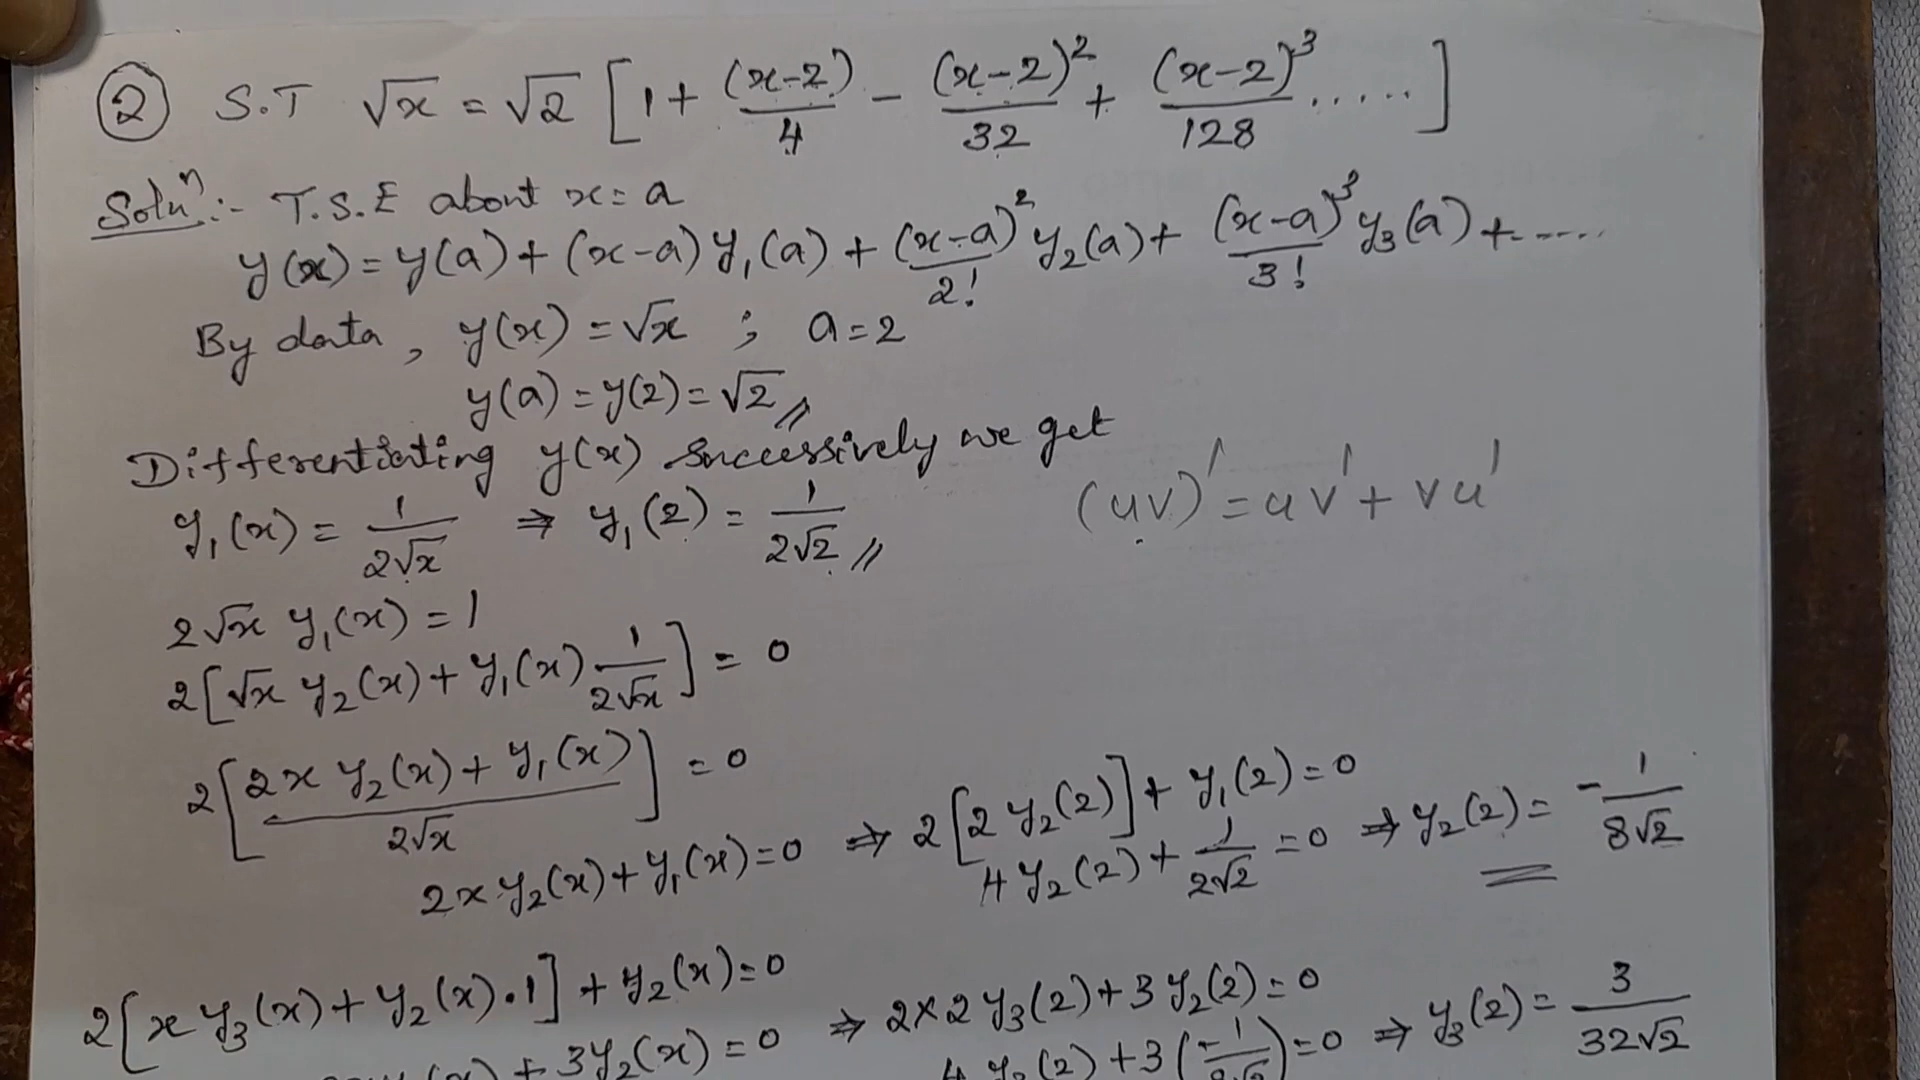 ② S.T √x = √2 [1 + (x-2)/4 - (x-2)²/32 + (x-2)³/128 .....]
Soluⁿ:- T.S.E about x = a
y(x) = y(a) + (x-a) y₁(a) + (x-a)²/2! y₂(a) + (x-a)³/3! y₃(a) + .....
By data, y(x) = √x ; a = 2
y(a) = y(2) = √2 //
Differentiating y(x) successively we get
(uv)' = uv' + vu'
y₁(x) = 1/(2√x) ⇒ y₁(2) = 1/(2√2) //
2√x y₁(x) = 1
2[√x y₂(x) + y₁(x) 1/(2√x)] = 0
2[(2x y₂(x) + y₁(x))/(2√x)] = 0
2x y₂(x) + y₁(x) = 0 ⇒ 2[2 y₂(2)] + y₁(2) = 0
4 y₂(2) + 1/(2√2) = 0 ⇒ y₂(2) = -1/(8√2)
2[x y₃(x) + y₂(x)·1] + y₂(x) = 0
+ 3y₂(x) = 0 ⇒ 2×2 y₃(2) + 3 y₂(2) = 0
(2) + 3(-1/ ) = 0 ⇒ y₃(2) = 3/(32√2)